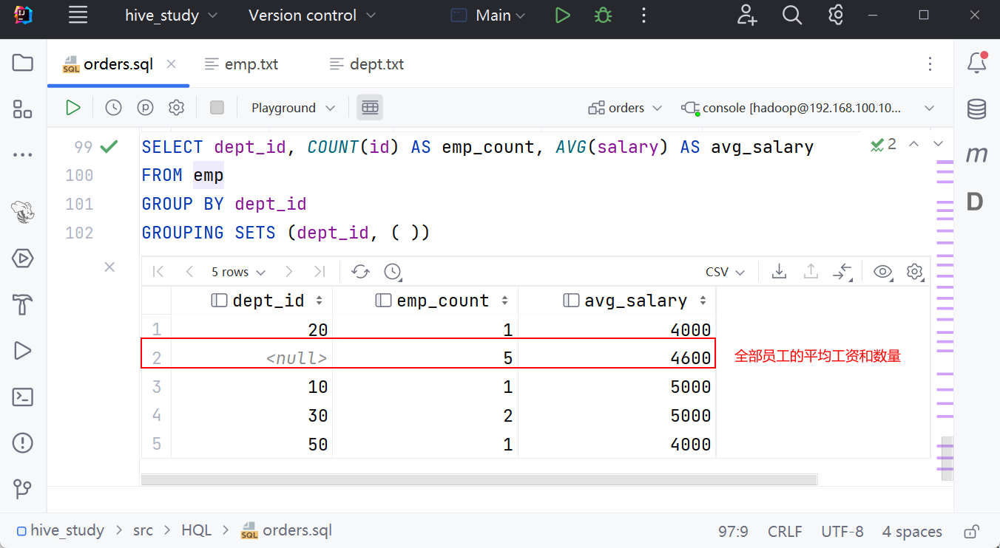 hive_study Version control Main
orders.sql emp.txt dept.txt
Playground orders console [hadoop@192.168.100.10...
99 SELECT dept_id, COUNT(id) AS emp_count, AVG(salary) AS avg_salary 2
100 FROM emp
101 GROUP BY dept_id
102 GROUPING SETS (dept_id, ( ))
5 rows CSV
dept_id emp_count avg_salary
1 20 1 4000
2 <null> 5 4600 全部员工的平均工资和数量
3 10 1 5000
4 30 2 5000
5 50 1 4000
hive_study > src > HQL > orders.sql 97:9 CRLF UTF-8 4 spaces